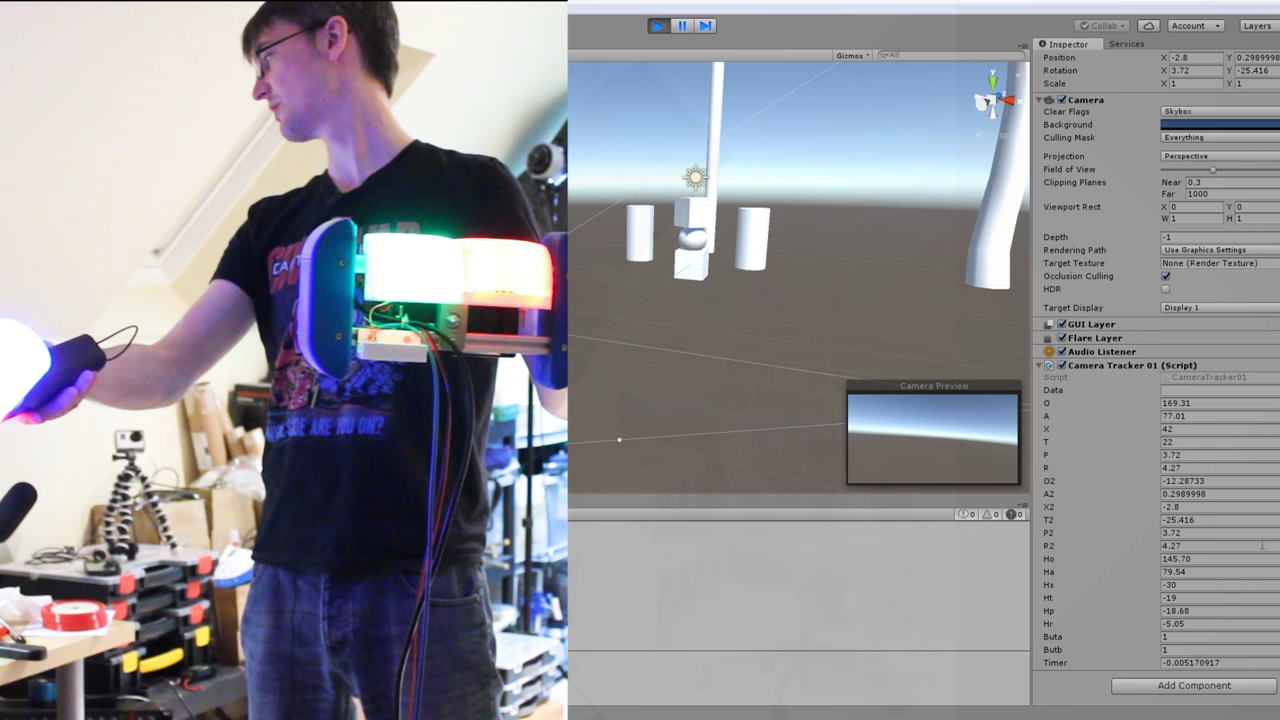 Collab
Account
Layers
Inspector
Services
Gizmos
All
Position X -2.8 Y 0.2989998
Rotation X 3.72 Y -25.416
Scale X 1 Y 1
Camera
Clear Flags Skybox
Background
Culling Mask Everything
Projection Perspective
Field of View
Clipping Planes Near 0.3
Far 1000
Viewport Rect X 0 Y 0
W 1 H 1
Depth -1
Rendering Path Use Graphics Settings
Target Texture None (Render Texture)
Occlusion Culling
HDR
Target Display Display 1
GUI Layer
Flare Layer
Audio Listener
Camera Tracker 01 (Script)
Script CameraTracker01
Data
O 169.31
A 77.01
X 42
T 22
P 3.72
R 4.27
O2 -12.28733
A2 0.2989998
X2 -2.8
T2 -25.416
P2 3.72
R2 4.27
Ho 145.70
Ha 79.54
Hx -30
Ht -19
Hp -18.68
Hr -5.05
Buta 1
Butb 1
Timer -0.005170917
Add Component
y
Camera Preview
0 0 0
SIDE ARE YOU ON?